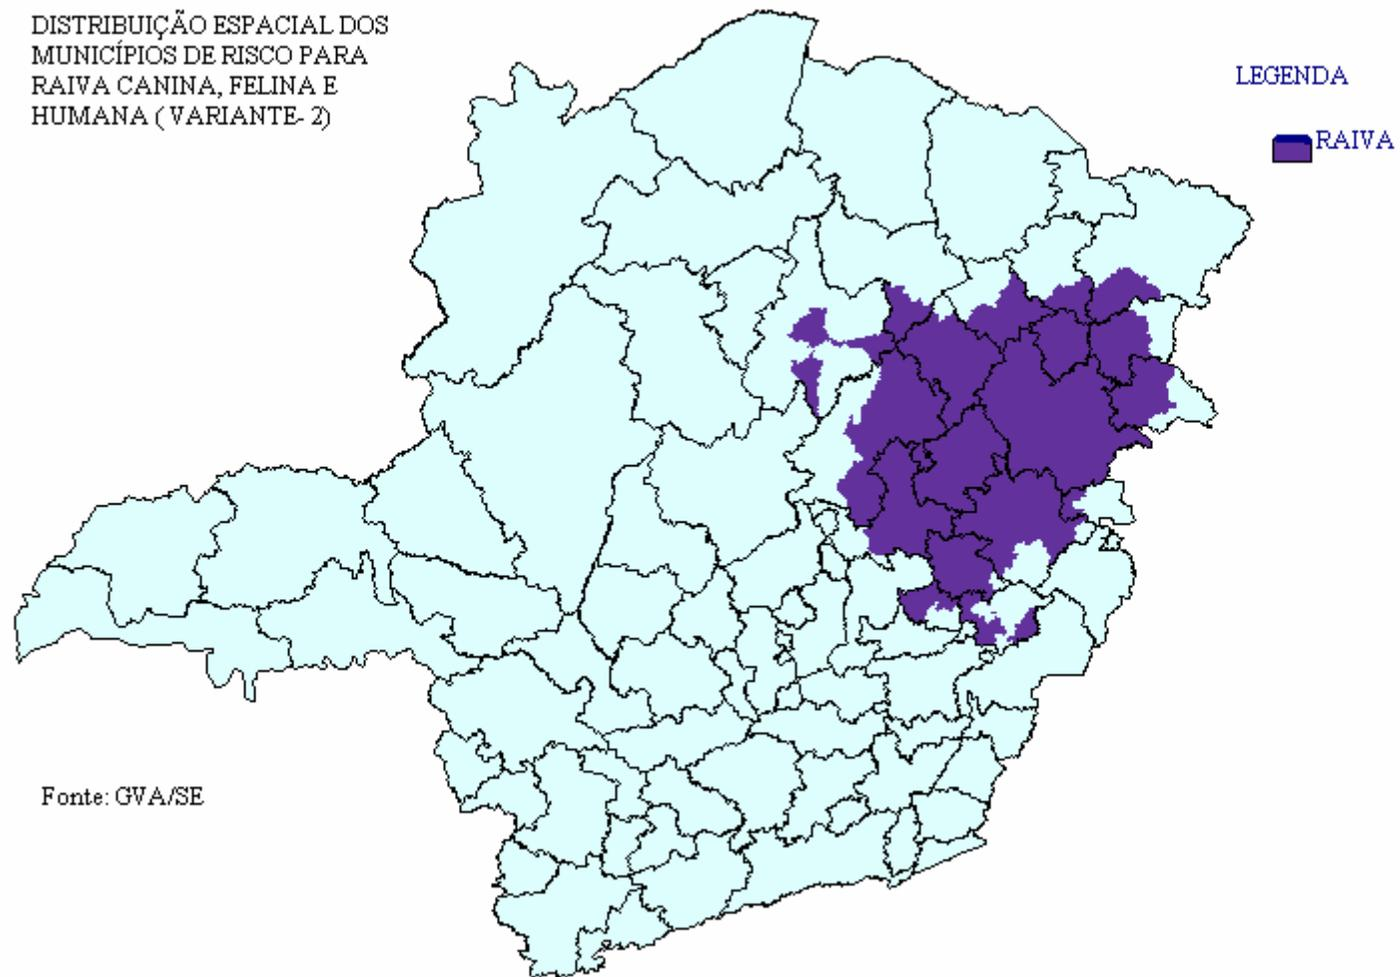 DISTRIBUIÇÃO ESPACIAL DOS
MUNICÍPIOS DE RISCO PARA
RAIVA CANINA, FELINA E
HUMANA ( VARIANTE- 2)
LEGENDA
RAIVA
Fonte: GVA/SE